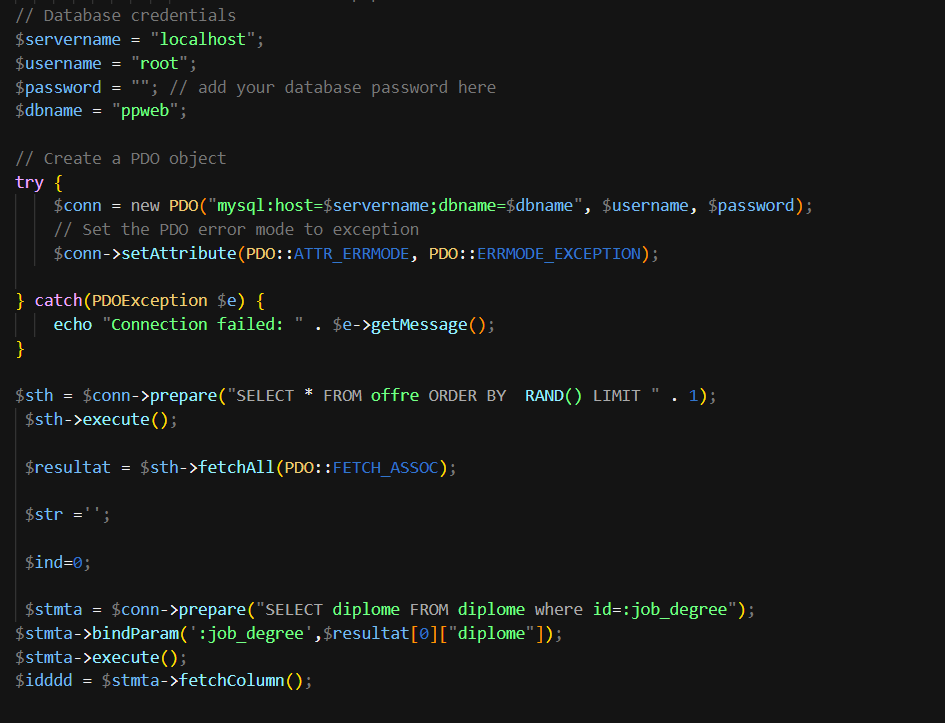 // Database credentials
$servername = "localhost";
$username = "root";
$password = ""; // add your database password here
$dbname = "ppweb";
// Create a PDO object
try {
$conn = new PDO("mysql:host=$servername;dbname=$dbname", $username, $password);
// Set the PDO error mode to exception
$conn->setAttribute(PDO::ATTR_ERRMODE, PDO::ERRMODE_EXCEPTION);
} catch(PDOException $e) {
echo "Connection failed: " . $e->getMessage();
}
$sth = $conn->prepare("SELECT * FROM offre ORDER BY  RAND() LIMIT " . 1);
$sth->execute();
$resultat = $sth->fetchAll(PDO::FETCH_ASSOC);
$str ='';
$ind=0;
$stmta = $conn->prepare("SELECT diplome FROM diplome where id=:job_degree");
$stmta->bindParam(':job_degree',$resultat[0]["diplome"]);
$stmta->execute();
$idddd = $stmta->fetchColumn();